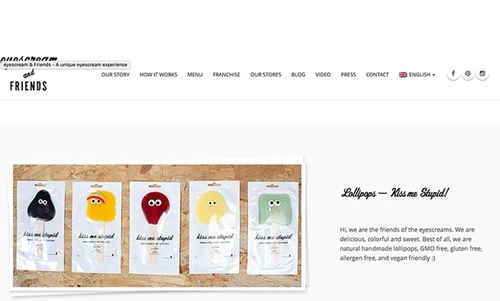 eyescream
eyescream & Friends - A unique eyescream experience
and
FRIENDS
OUR STORY HOW IT WORKS MENU FRANCHISE OUR STORES BLOG VIDEO PRESS CONTACT ENGLISH
Lollipops — Kiss me Stupid!
Hi, we are the friends of the eyescreams. We are
delicious, colorful and sweet. Best of all, we are
natural handmade lollipops, GMO free, gluten free,
allergen free, and vegan friendly :)
kiss me stupid kiss me stupid kiss me stupid kiss me stupid kiss me stupid